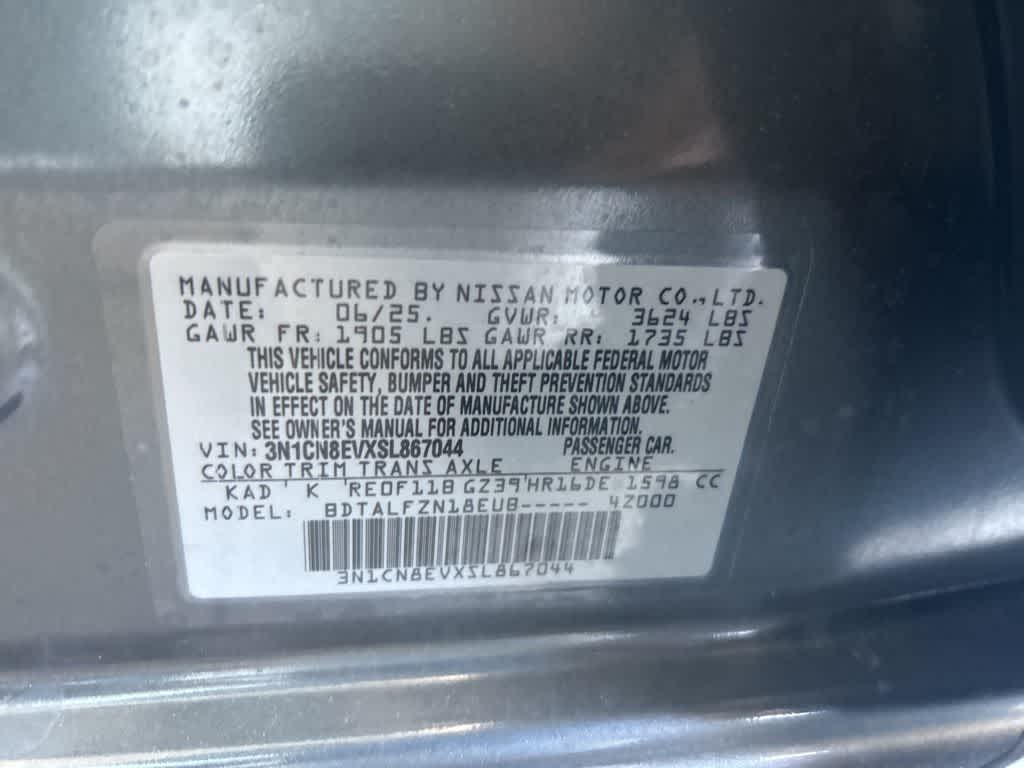 MANUFACTURED BY NISSAN MOTOR CO.,LTD.
DATE: 06/25. GVWR: 3624 LBS
GAWR FR: 1905 LBS GAWR RR: 1735 LBS
THIS VEHICLE CONFORMS TO ALL APPLICABLE FEDERAL MOTOR
VEHICLE SAFETY, BUMPER AND THEFT PREVENTION STANDARDS
IN EFFECT ON THE DATE OF MANUFACTURE SHOWN ABOVE.
SEE OWNER'S MANUAL FOR ADDITIONAL INFORMATION.
VIN: 3N1CN8EVXSL867044 PASSENGER CAR.
COLOR TRIM TRANS AXLE ENGINE
KAD K RE0F11B GZ39 HR16DE 1598 CC
MODEL: BDTALFZN18EUB----- 4Z000
3N1CN8EVXSL867044